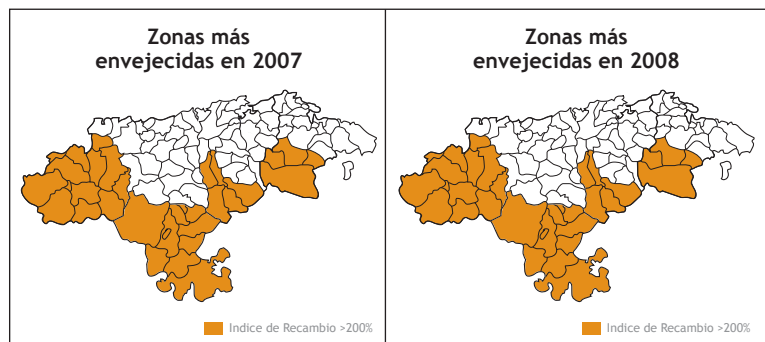 Zonas más
envejecidas en 2007
Indice de Recambio >200%
Zonas más
envejecidas en 2008
Indice de Recambio >200%